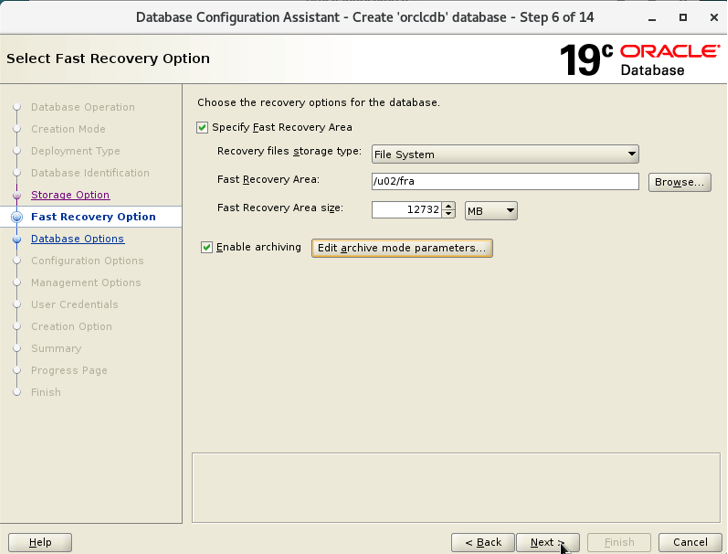 Database Configuration Assistant - Create 'orclcdb' database - Step 6 of 14
Select Fast Recovery Option
19c ORACLE
Database
Database Operation
Creation Mode
Deployment Type
Database Identification
Storage Option
Fast Recovery Option
Database Options
Configuration Options
Management Options
User Credentials
Creation Option
Summary
Progress Page
Finish
Choose the recovery options for the database.
Specify Fast Recovery Area
Recovery files storage type: File System
Fast Recovery Area: /u02/fra Browse...
Fast Recovery Area size: 12732 MB
Enable archiving Edit archive mode parameters...
Help < Back Next > Finish Cancel